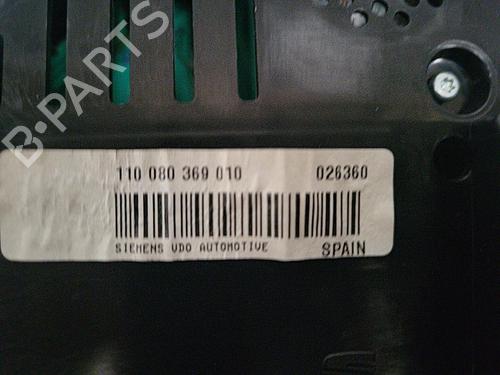 B-PARTS
110 080 369 010 026360
SIEMENS VDO AUTOMOTIVE SPAIN